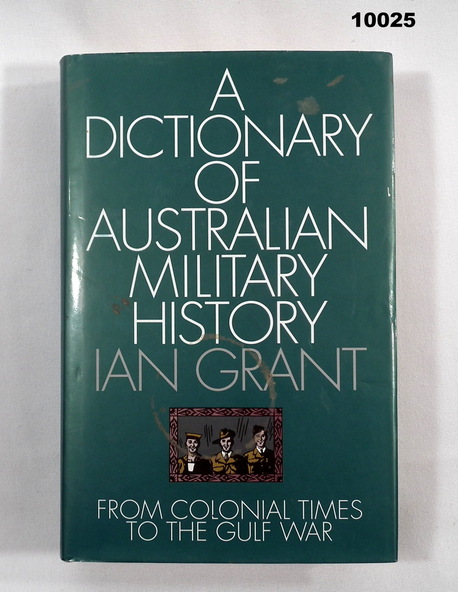 10025
A
DICTIONARY
OF
AUSTRALIAN
MILITARY
HISTORY
IAN GRANT
FROM COLONIAL TIMES
TO THE GULF WAR